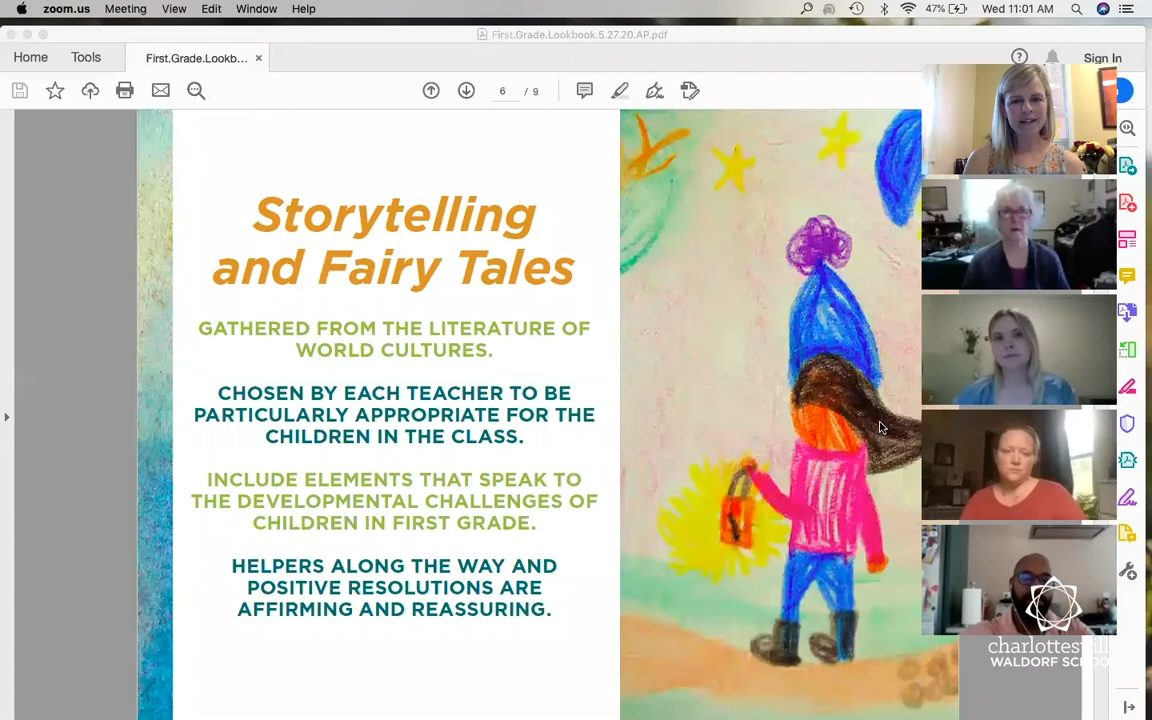 zoom.us Meeting View Edit Window Help 47% Wed 11:01 AM
First.Grade.Lookbook.5.27.20.AP.pdf
Home Tools First.Grade.Lookb... × Sign In
6 / 9
Storytelling
and Fairy Tales
GATHERED FROM THE LITERATURE OF
WORLD CULTURES.
CHOSEN BY EACH TEACHER TO BE
PARTICULARLY APPROPRIATE FOR THE
CHILDREN IN THE CLASS.
INCLUDE ELEMENTS THAT SPEAK TO
THE DEVELOPMENTAL CHALLENGES OF
CHILDREN IN FIRST GRADE.
HELPERS ALONG THE WAY AND
POSITIVE RESOLUTIONS ARE
AFFIRMING AND REASSURING.
charlottesville
WALDORF SCHOOL